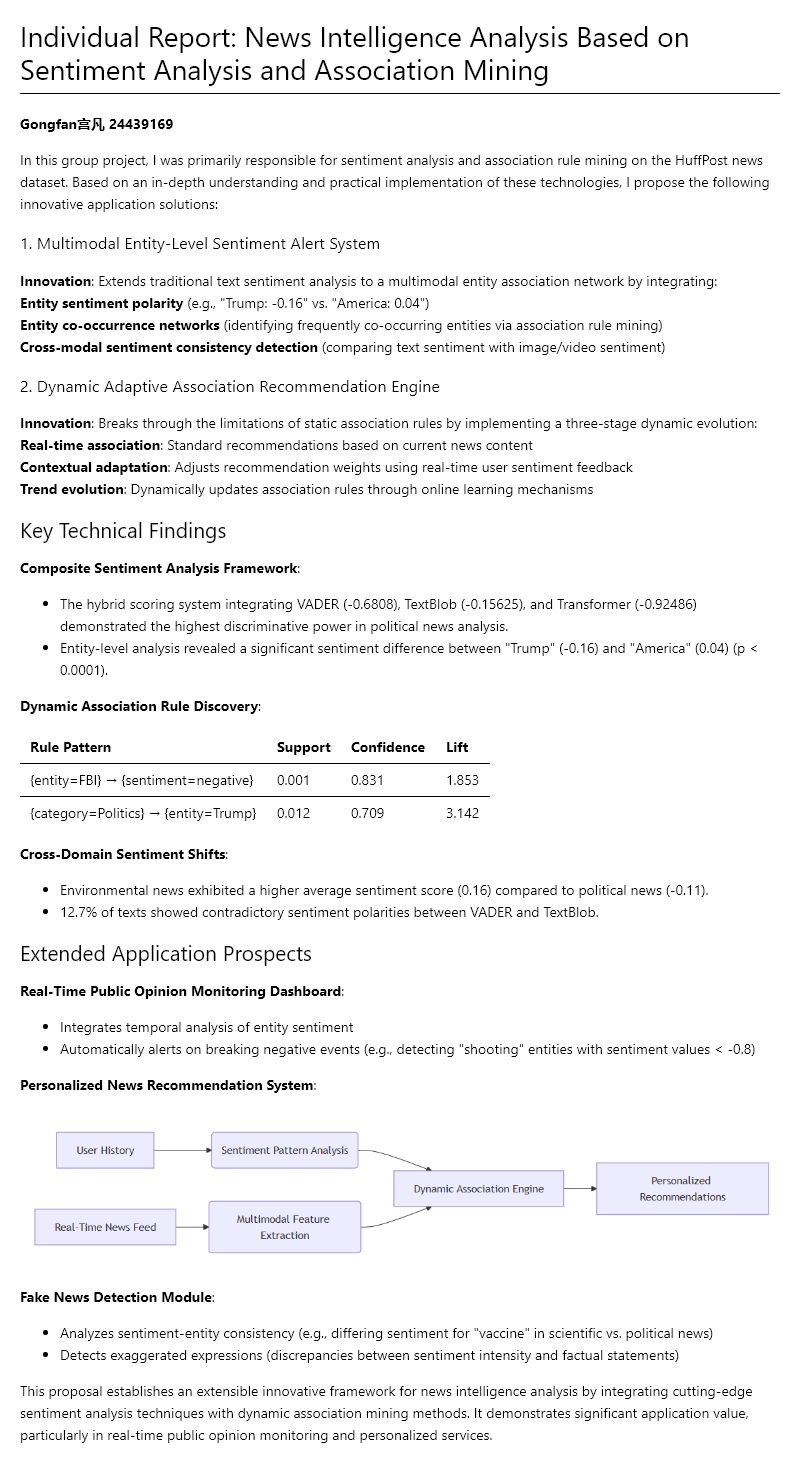 Individual Report: News Intelligence Analysis Based on
Sentiment Analysis and Association Mining
Gongfan宫凡 24439169
In this group project, I was primarily responsible for sentiment analysis and association rule mining on the HuffPost news
dataset. Based on an in-depth understanding and practical implementation of these technologies, I propose the following
innovative application solutions:
1. Multimodal Entity-Level Sentiment Alert System
Innovation: Extends traditional text sentiment analysis to a multimodal entity association network by integrating:
Entity sentiment polarity (e.g., "Trump: -0.16" vs. "America: 0.04")
Entity co-occurrence networks (identifying frequently co-occurring entities via association rule mining)
Cross-modal sentiment consistency detection (comparing text sentiment with image/video sentiment)
2. Dynamic Adaptive Association Recommendation Engine
Innovation: Breaks through the limitations of static association rules by implementing a three-stage dynamic evolution:
Real-time association: Standard recommendations based on current news content
Contextual adaptation: Adjusts recommendation weights using real-time user sentiment feedback
Trend evolution: Dynamically updates association rules through online learning mechanisms
Key Technical Findings
Composite Sentiment Analysis Framework:
• The hybrid scoring system integrating VADER (-0.6808), TextBlob (-0.15625), and Transformer (-0.92486)
demonstrated the highest discriminative power in political news analysis.
• Entity-level analysis revealed a significant sentiment difference between "Trump" (-0.16) and "America" (0.04) (p <
0.0001).
Dynamic Association Rule Discovery:
Rule Pattern Support Confidence Lift
{entity=FBI} → {sentiment=negative} 0.001 0.831 1.853
{category=Politics} → {entity=Trump} 0.012 0.709 3.142
Cross-Domain Sentiment Shifts:
• Environmental news exhibited a higher average sentiment score (0.16) compared to political news (-0.11).
• 12.7% of texts showed contradictory sentiment polarities between VADER and TextBlob.
Extended Application Prospects
Real-Time Public Opinion Monitoring Dashboard:
• Integrates temporal analysis of entity sentiment
• Automatically alerts on breaking negative events (e.g., detecting "shooting" entities with sentiment values < -0.8)
Personalized News Recommendation System:
User History
Sentiment Pattern Analysis
Real-Time News Feed
Multimodal Feature
Extraction
Dynamic Association Engine
Personalized
Recommendations
Fake News Detection Module:
• Analyzes sentiment-entity consistency (e.g., differing sentiment for "vaccine" in scientific vs. political news)
• Detects exaggerated expressions (discrepancies between sentiment intensity and factual statements)
This proposal establishes an extensible innovative framework for news intelligence analysis by integrating cutting-edge
sentiment analysis techniques with dynamic association mining methods. It demonstrates significant application value,
particularly in real-time public opinion monitoring and personalized services.